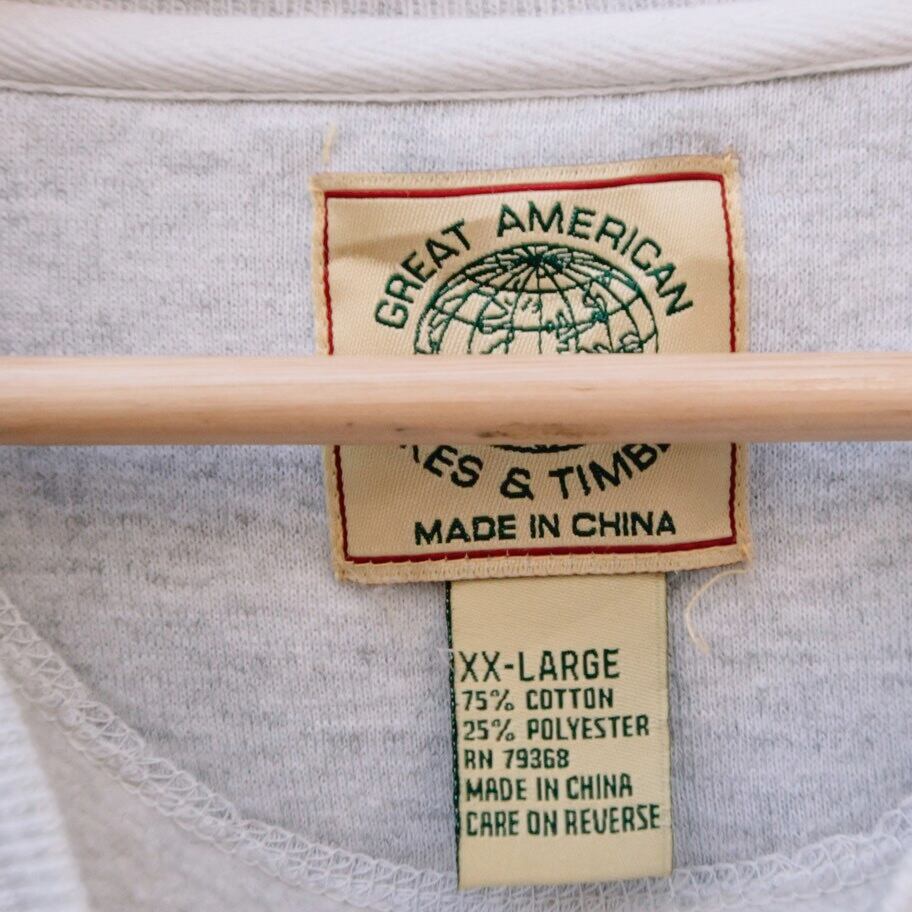 GREAT AMERICAN
& TIMB
MADE IN CHINA
XX-LARGE
75% COTTON
25% POLYESTER
RN 79368
MADE IN CHINA
CARE ON REVERSE